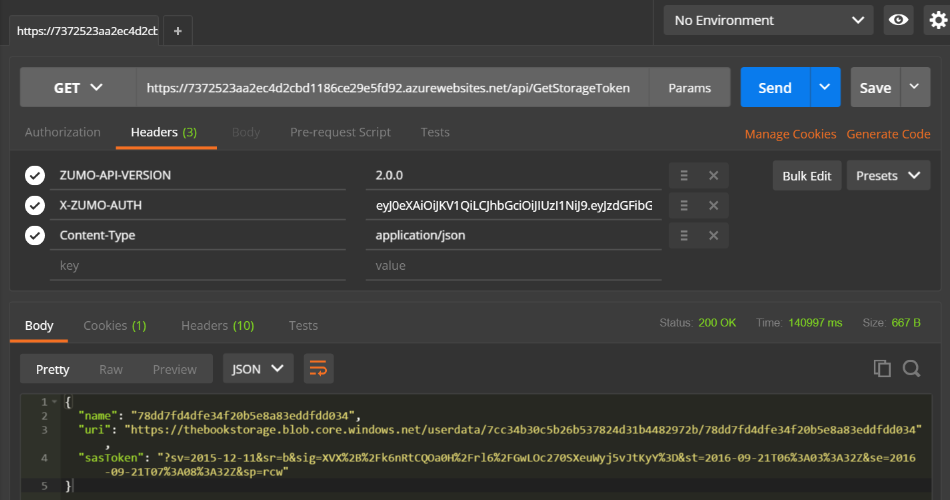 https://7372523aa2ec4d2cb
+
No Environment
GET
https://7372523aa2ec4d2cbd1186ce29e5fd92.azurewebsites.net/api/GetStorageToken
Params
Send
Save
Authorization
Headers (3)
Body
Pre-request Script
Tests
Manage Cookies
Generate Code
ZUMO-API-VERSION
2.0.0
Bulk Edit
Presets
X-ZUMO-AUTH
eyJ0eXAiOiJKV1QiLCJhbGciOiJIUzI1NiJ9.eyJzdGFibG
Content-Type
application/json
key
value
Body
Cookies (1)
Headers (10)
Tests
Status: 200 OK
Time: 140997 ms
Size: 667 B
Pretty
Raw
Preview
JSON
1 {
2 "name": "78dd7fd4dfe34f20b5e8a83eddfdd034",
3 "uri": "https://thebookstorage.blob.core.windows.net/userdata/7cc34b30c5b26b537824d31b4482972b/78dd7fd4dfe34f20b5e8a83eddfdd034"
,
4 "sasToken": "?sv=2015-12-11&sr=b&sig=XVX%2B%2Fk6nRtCQOa0H%2Frl6%2FGwLOc270SXeuWyj5vJtKyY%3D&st=2016-09-21T06%3A03%3A32Z&se=2016
-09-21T07%3A08%3A32Z&sp=rcw"
5 }